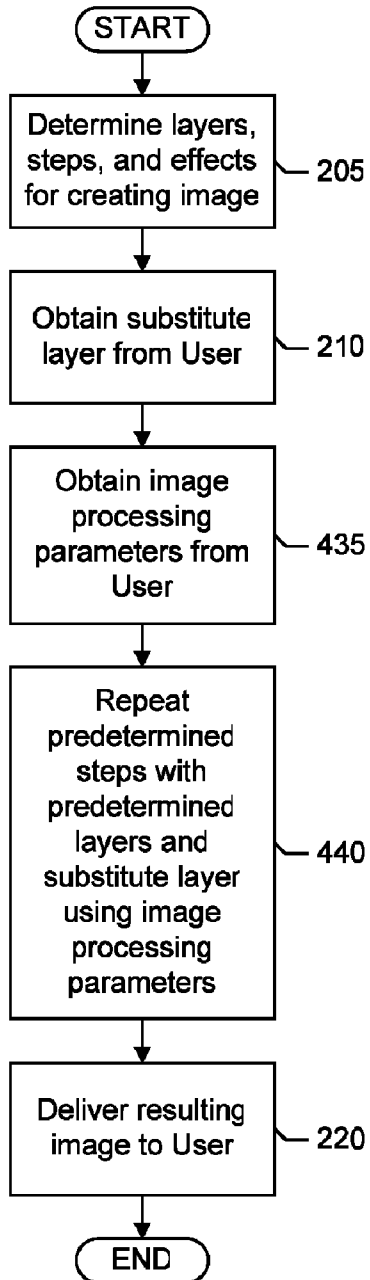 START
Determine layers,
steps, and effects
for creating image
205
Obtain substitute
layer from User
210
Obtain image
processing
parameters from
User
435
Repeat
predetermined
steps with
predetermined
layers and
substitute layer
using image
processing
parameters
440
Deliver resulting
image to User
220
END